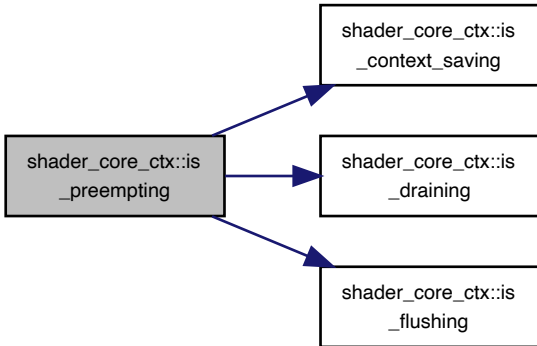 shader_core_ctx::is
_preempting
shader_core_ctx::is
_context_saving
shader_core_ctx::is
_draining
shader_core_ctx::is
_flushing